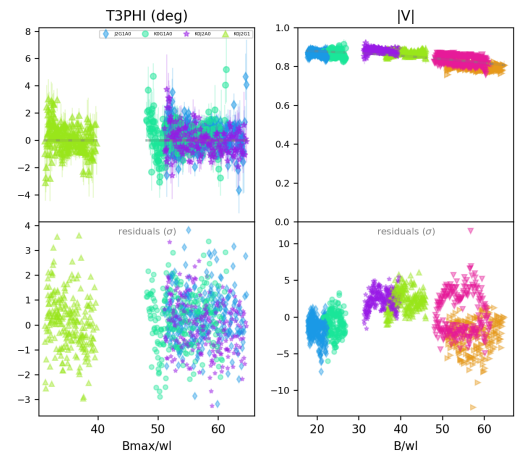 T3PHI (deg)
|V|
J2G1A0 K0G1A0 K0J2A0 K0J2G1
8
6
4
2
0
−2
−4
1.0
0.8
0.6
0.4
0.2
0.0
residuals (σ)
residuals (σ)
4
3
2
1
0
−1
−2
−3
10
5
0
−5
−10
40 50 60
20 30 40 50 60
Bmax/wl
B/wl